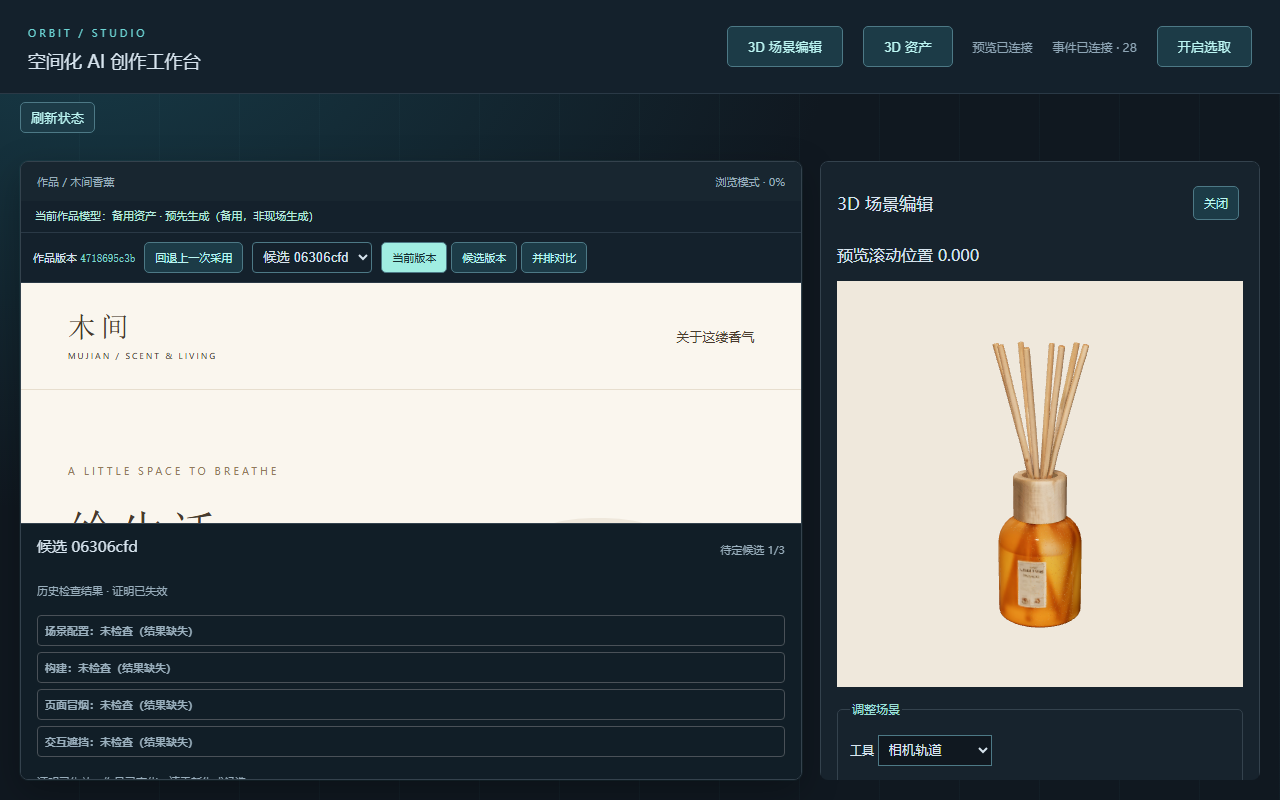 ORBIT / STUDIO
空间化 AI 创作工作台
3D 场景编辑
3D 资产
预览已连接
事件已连接 · 28
开启选取
刷新状态
作品 / 木间香薰
浏览模式 · 0%
当前作品模型：备用资产 · 预先生成（备用，非现场生成）
作品版本 4718695c3b
回退上一次采用
候选 06306cfd
当前版本
候选版本
并排对比
木间
MUJIAN / SCENT & LIVING
关于这缕香气
A LITTLE SPACE TO BREATHE
给生活
候选 06306cfd
待定候选 1/3
历史检查结果 · 证明已失效
场景配置：未检查（结果缺失）
构建：未检查（结果缺失）
页面冒烟：未检查（结果缺失）
交互遮挡：未检查（结果缺失）
3D 场景编辑
关闭
预览滚动位置 0.000
调整场景
工具
相机轨道